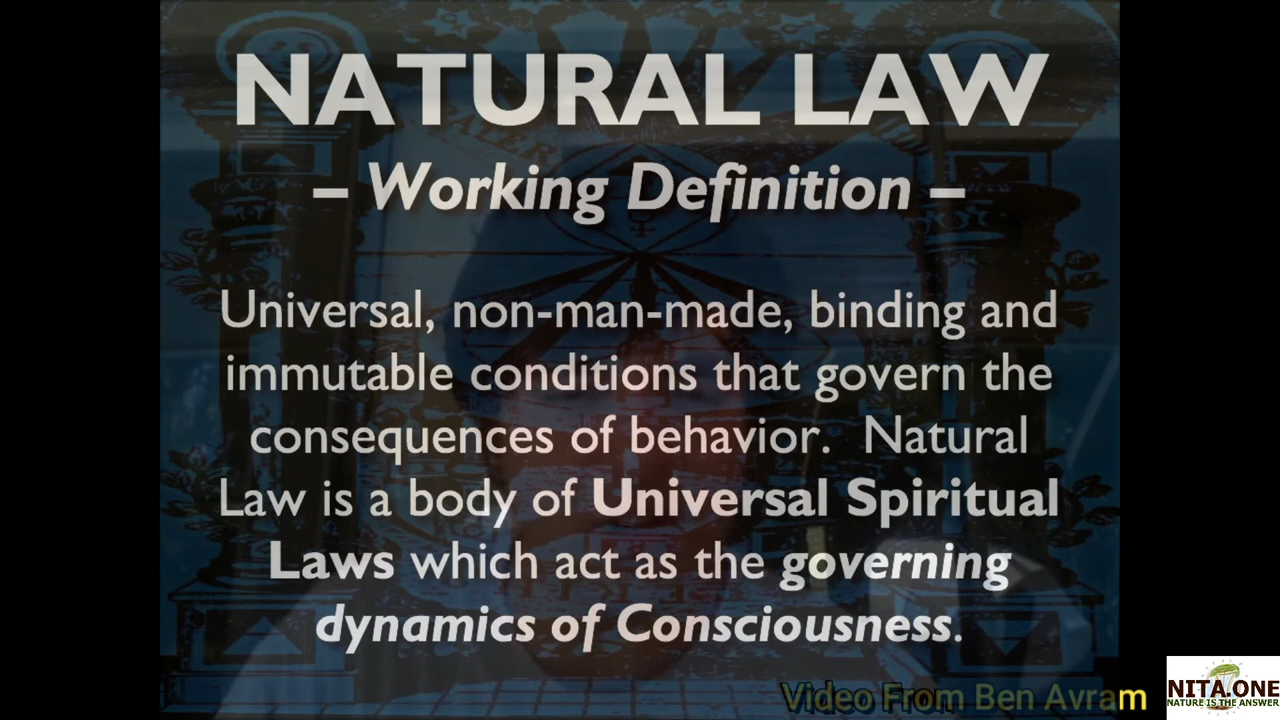 NATURAL LAW
– Working Definition –
Universal, non-man-made, binding and
immutable conditions that govern the
consequences of behavior. Natural
Law is a body of Universal Spiritual
Laws which act as the governing
dynamics of Consciousness.
Video From Ben Avram
NITA.ONE
NATURE IS THE ANSWER